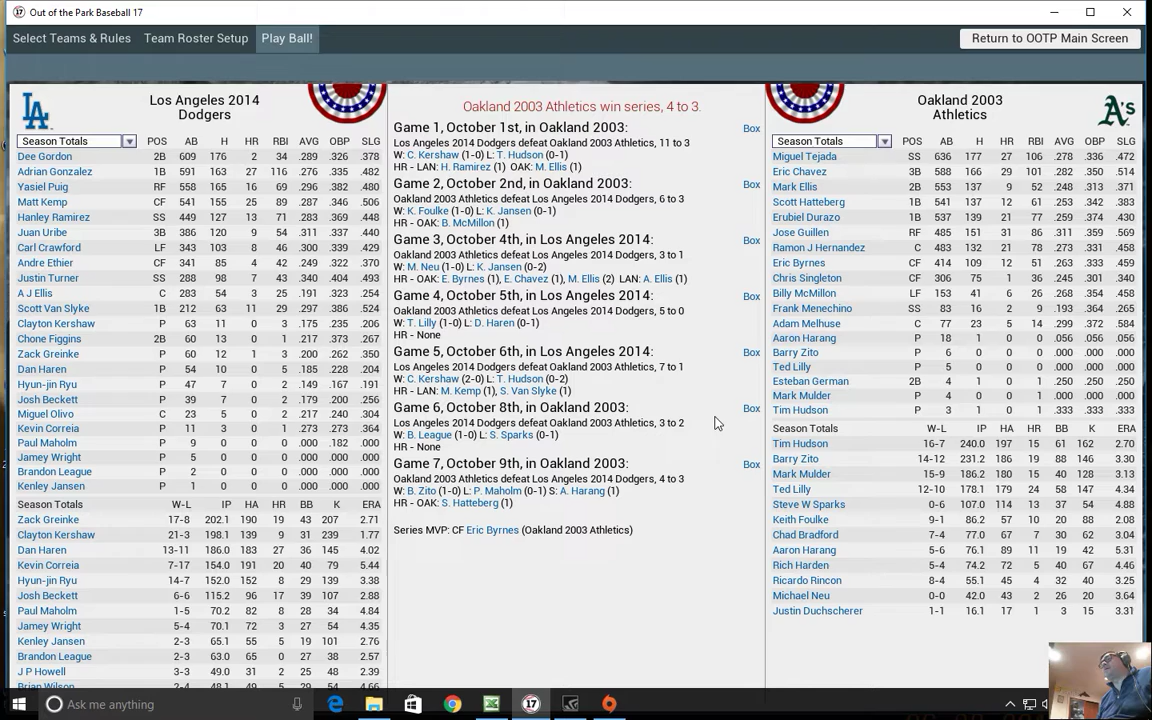 Out of the Park Baseball 17
Select Teams & Rules Team Roster Setup Play Ball! Return to OOTP Main Screen
Los Angeles 2014
Dodgers
Season Totals POS AB H HR RBI AVG OBP SLG
Dee Gordon 2B 609 176 2 34 .289 .326 .378
Adrian Gonzalez 1B 591 163 27 116 .276 .335 .482
Yasiel Puig RF 558 165 16 69 .296 .382 .480
Matt Kemp CF 541 155 25 89 .287 .346 .506
Hanley Ramirez SS 449 127 13 71 .283 .369 .448
Juan Uribe 3B 386 120 9 54 .311 .337 .440
Carl Crawford LF 343 103 8 46 .300 .339 .429
Andre Ethier CF 341 85 4 42 .249 .322 .370
Justin Turner SS 288 98 7 43 .340 .404 .493
A J Ellis C 283 54 3 25 .191 .323 .254
Scott Van Slyke 1B 212 63 11 29 .297 .386 .524
Clayton Kershaw P 63 11 0 3 .175 .235 .206
Chone Figgins 2B 60 13 0 1 .217 .373 .267
Zack Greinke P 60 12 1 3 .200 .262 .350
Dan Haren P 54 10 0 5 .185 .228 .204
Hyun-jin Ryu P 47 7 0 2 .149 .167 .191
Josh Beckett P 39 7 0 2 .179 .200 .256
Miguel Olivo C 23 5 0 2 .217 .240 .304
Kevin Correia P 11 3 0 1 .273 .273 .364
Paul Maholm P 9 0 0 0 .000 .182 .000
Jamey Wright P 5 0 0 0 .000 .000 .000
Brandon League P 2 0 0 0 .000 .000 .000
Kenley Jansen P 1 0 0 0 .000 .000 .000
Season Totals W-L IP HA HR BB K ERA
Zack Greinke 17-8 202.1 190 19 43 207 2.71
Clayton Kershaw 21-3 198.1 139 9 31 239 1.77
Dan Haren 13-11 186.0 183 27 36 145 4.02
Kevin Correia 7-17 154.0 191 20 40 79 5.44
Hyun-jin Ryu 14-7 152.0 152 8 29 139 3.38
Josh Beckett 6-6 115.2 96 17 39 107 2.88
Paul Maholm 1-5 70.2 82 8 28 34 4.84
Jamey Wright 5-4 70.1 72 3 27 54 4.35
Kenley Jansen 2-3 65.1 55 5 19 101 2.76
Brandon League 2-3 63.0 65 0 27 38 2.57
J P Howell 3-3 49.0 31 2 25 48 2.39
Brian Wilson 2-4 48.1 49 5 29 54 4.66
Oakland 2003 Athletics win series, 4 to 3.
Game 1, October 1st, in Oakland 2003: Box
Los Angeles 2014 Dodgers defeat Oakland 2003 Athletics, 11 to 3
W: C. Kershaw (1-0) L: T. Hudson (0-1)
HR - LAN: H. Ramirez (1) OAK: M. Ellis (1)
Game 2, October 2nd, in Oakland 2003: Box
Oakland 2003 Athletics defeat Los Angeles 2014 Dodgers, 6 to 3
W: K. Foulke (1-0) L: K. Jansen (0-1)
HR - OAK: B. McMillon (1)
Game 3, October 4th, in Los Angeles 2014: Box
Oakland 2003 Athletics defeat Los Angeles 2014 Dodgers, 3 to 1
W: M. Neu (1-0) L: K. Jansen (0-2)
HR - OAK: E. Byrnes (1), E. Chavez (1), M. Ellis (2) LAN: A. Ellis (1)
Game 4, October 5th, in Los Angeles 2014: Box
Oakland 2003 Athletics defeat Los Angeles 2014 Dodgers, 5 to 0
W: T. Lilly (1-0) L: D. Haren (0-1)
HR - None
Game 5, October 6th, in Los Angeles 2014: Box
Los Angeles 2014 Dodgers defeat Oakland 2003 Athletics, 7 to 1
W: C. Kershaw (2-0) L: T. Hudson (0-2)
HR - LAN: M. Kemp (1), S. Van Slyke (1)
Game 6, October 8th, in Oakland 2003: Box
Los Angeles 2014 Dodgers defeat Oakland 2003 Athletics, 3 to 2
W: B. League (1-0) L: S. Sparks (0-1)
HR - None
Game 7, October 9th, in Oakland 2003: Box
Oakland 2003 Athletics defeat Los Angeles 2014 Dodgers, 4 to 3
W: B. Zito (1-0) L: P. Maholm (0-1) S: A. Harang (1)
HR - OAK: S. Hatteberg (1)
Series MVP: CF Eric Byrnes (Oakland 2003 Athletics)
Oakland 2003
Athletics
Season Totals POS AB H HR RBI AVG OBP SLG
Miguel Tejada SS 636 177 27 106 .278 .336 .472
Eric Chavez 3B 588 166 29 101 .282 .350 .514
Mark Ellis 2B 553 137 9 52 .248 .313 .371
Scott Hatteberg 1B 541 137 12 61 .253 .342 .383
Erubiel Durazo 1B 537 139 21 77 .259 .374 .430
Jose Guillen RF 485 151 31 86 .311 .359 .569
Ramon J Hernandez C 483 132 21 78 .273 .331 .458
Eric Byrnes CF 414 109 12 51 .263 .333 .459
Chris Singleton CF 306 75 1 36 .245 .301 .340
Billy McMillon LF 153 41 6 26 .268 .354 .458
Frank Menechino SS 83 16 2 9 .193 .364 .265
Adam Melhuse C 77 23 5 14 .299 .372 .584
Aaron Harang P 18 1 0 0 .056 .056 .056
Barry Zito P 6 0 0 0 .000 .000 .000
Ted Lilly P 5 0 0 0 .000 .000 .000
Esteban German 2B 4 1 0 1 .250 .250 .250
Mark Mulder P 4 0 0 1 .000 .000 .000
Tim Hudson P 3 1 0 1 .333 .333 .333
Season Totals W-L IP HA HR BB K ERA
Tim Hudson 16-7 240.0 197 15 61 162 2.70
Barry Zito 14-12 231.2 186 19 88 146 3.30
Mark Mulder 15-9 186.2 180 15 40 128 3.13
Ted Lilly 12-10 178.1 179 24 58 147 4.34
Steve W Sparks 0-6 107.0 114 13 37 54 4.88
Keith Foulke 9-1 86.2 57 10 20 88 2.08
Chad Bradford 7-4 77.0 67 7 30 62 3.04
Aaron Harang 5-6 76.1 89 11 19 42 5.31
Rich Harden 5-4 74.2 72 5 40 67 4.46
Ricardo Rincon 8-4 55.1 45 4 32 40 3.25
Michael Neu 0-0 42.0 43 2 26 20 3.64
Justin Duchscherer 1-1 16.1 17 1 3 15 3.31
Ask me anything